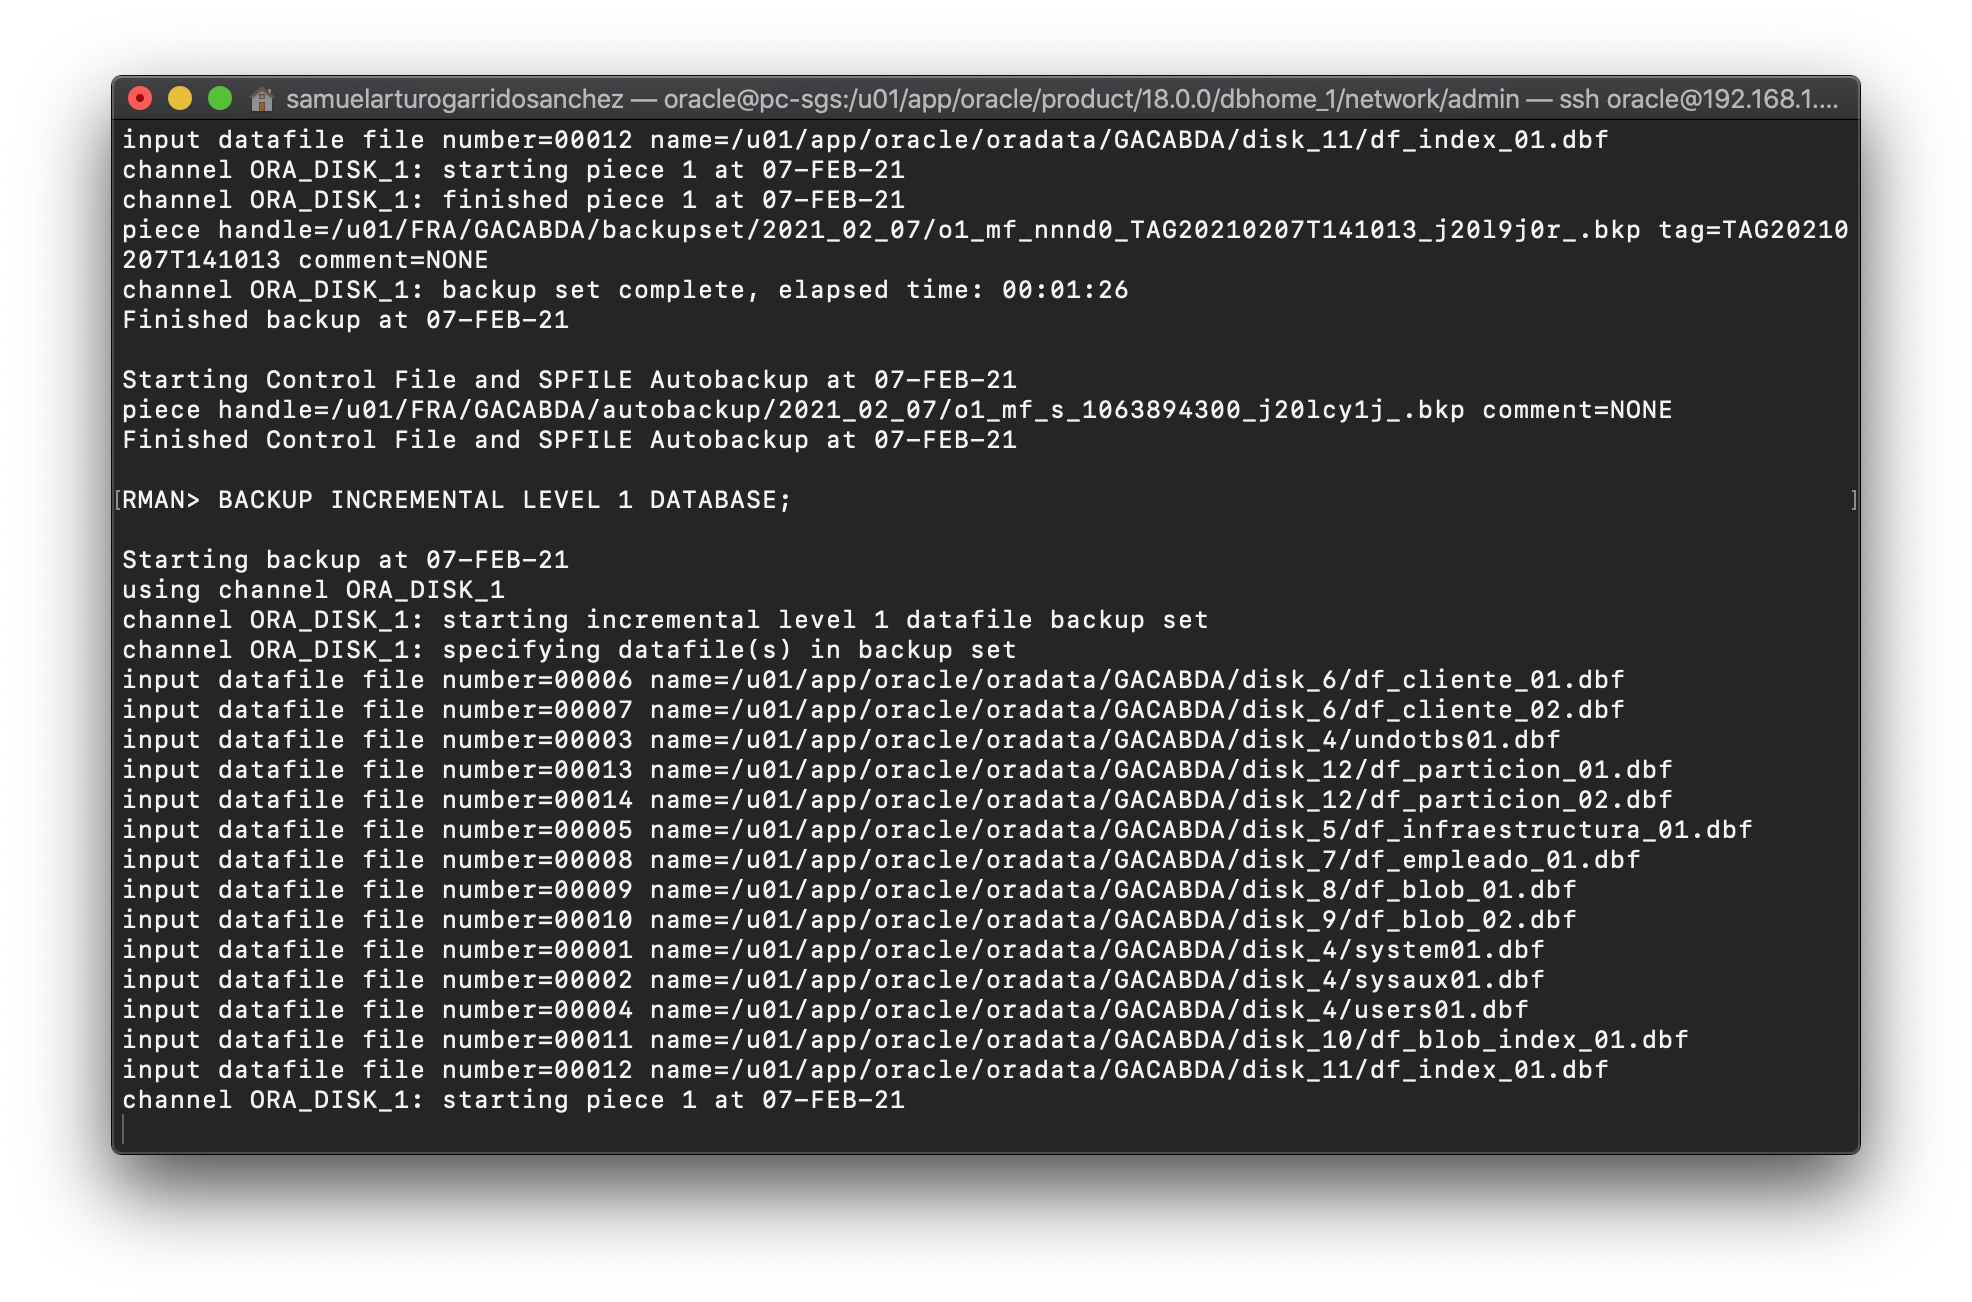 samuelarturogarridosanchez — oracle@pc-sgs:/u01/app/oracle/product/18.0.0/dbhome_1/network/admin — ssh oracle@192.168.1....
input datafile file number=00012 name=/u01/app/oracle/oradata/GACABDA/disk_11/df_index_01.dbf
channel ORA_DISK_1: starting piece 1 at 07-FEB-21
channel ORA_DISK_1: finished piece 1 at 07-FEB-21
piece handle=/u01/FRA/GACABDA/backupset/2021_02_07/o1_mf_nnnd0_TAG20210207T141013_j20l9j0r_.bkp tag=TAG20210
207T141013 comment=NONE
channel ORA_DISK_1: backup set complete, elapsed time: 00:01:26
Finished backup at 07-FEB-21
Starting Control File and SPFILE Autobackup at 07-FEB-21
piece handle=/u01/FRA/GACABDA/autobackup/2021_02_07/o1_mf_s_1063894300_j20lcy1j_.bkp comment=NONE
Finished Control File and SPFILE Autobackup at 07-FEB-21
[RMAN> BACKUP INCREMENTAL LEVEL 1 DATABASE; ]
Starting backup at 07-FEB-21
using channel ORA_DISK_1
channel ORA_DISK_1: starting incremental level 1 datafile backup set
channel ORA_DISK_1: specifying datafile(s) in backup set
input datafile file number=00006 name=/u01/app/oracle/oradata/GACABDA/disk_6/df_cliente_01.dbf
input datafile file number=00007 name=/u01/app/oracle/oradata/GACABDA/disk_6/df_cliente_02.dbf
input datafile file number=00003 name=/u01/app/oracle/oradata/GACABDA/disk_4/undotbs01.dbf
input datafile file number=00013 name=/u01/app/oracle/oradata/GACABDA/disk_12/df_particion_01.dbf
input datafile file number=00014 name=/u01/app/oracle/oradata/GACABDA/disk_12/df_particion_02.dbf
input datafile file number=00005 name=/u01/app/oracle/oradata/GACABDA/disk_5/df_infraestructura_01.dbf
input datafile file number=00008 name=/u01/app/oracle/oradata/GACABDA/disk_7/df_empleado_01.dbf
input datafile file number=00009 name=/u01/app/oracle/oradata/GACABDA/disk_8/df_blob_01.dbf
input datafile file number=00010 name=/u01/app/oracle/oradata/GACABDA/disk_9/df_blob_02.dbf
input datafile file number=00001 name=/u01/app/oracle/oradata/GACABDA/disk_4/system01.dbf
input datafile file number=00002 name=/u01/app/oracle/oradata/GACABDA/disk_4/sysaux01.dbf
input datafile file number=00004 name=/u01/app/oracle/oradata/GACABDA/disk_4/users01.dbf
input datafile file number=00011 name=/u01/app/oracle/oradata/GACABDA/disk_10/df_blob_index_01.dbf
input datafile file number=00012 name=/u01/app/oracle/oradata/GACABDA/disk_11/df_index_01.dbf
channel ORA_DISK_1: starting piece 1 at 07-FEB-21